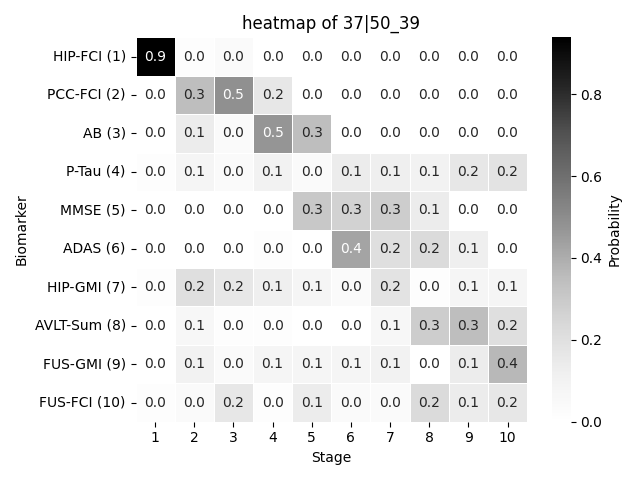 heatmap of 37|50_39
HIP-FCI (1) 0.9 0.0 0.0 0.0 0.0 0.0 0.0 0.0 0.0 0.0
PCC-FCI (2) 0.0 0.3 0.5 0.2 0.0 0.0 0.0 0.0 0.0 0.0
AB (3) 0.0 0.1 0.0 0.5 0.3 0.0 0.0 0.0 0.0 0.0
P-Tau (4) 0.0 0.1 0.0 0.1 0.0 0.1 0.1 0.1 0.2 0.2
MMSE (5) 0.0 0.0 0.0 0.0 0.3 0.3 0.3 0.1 0.0 0.0
ADAS (6) 0.0 0.0 0.0 0.0 0.0 0.4 0.2 0.2 0.1 0.0
HIP-GMI (7) 0.0 0.2 0.2 0.1 0.1 0.0 0.2 0.0 0.1 0.1
AVLT-Sum (8) 0.0 0.1 0.0 0.0 0.0 0.0 0.1 0.3 0.3 0.2
FUS-GMI (9) 0.0 0.1 0.0 0.1 0.1 0.1 0.1 0.0 0.1 0.4
FUS-FCI (10) 0.0 0.0 0.2 0.0 0.1 0.0 0.0 0.2 0.1 0.2
1 2 3 4 5 6 7 8 9 10
Stage
Biomarker
0.8
0.6
0.4
0.2
0.0
Probability